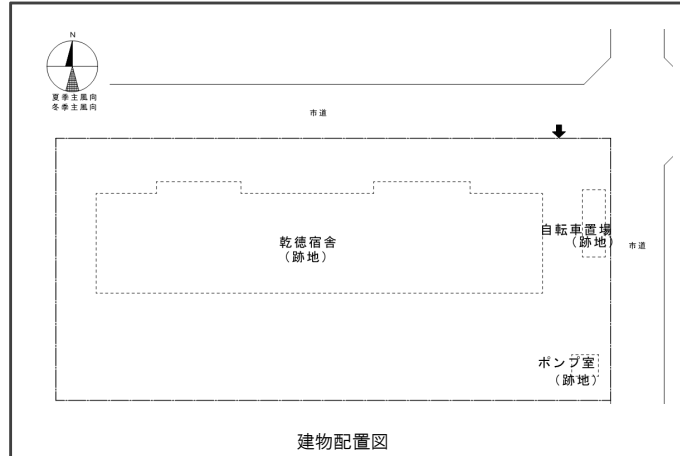 N
夏季主風向
冬季主風向
市道
乾徳宿舎
（跡地）
自転車置場
（跡地）
市道
ポンプ室
（跡地）
建物配置図